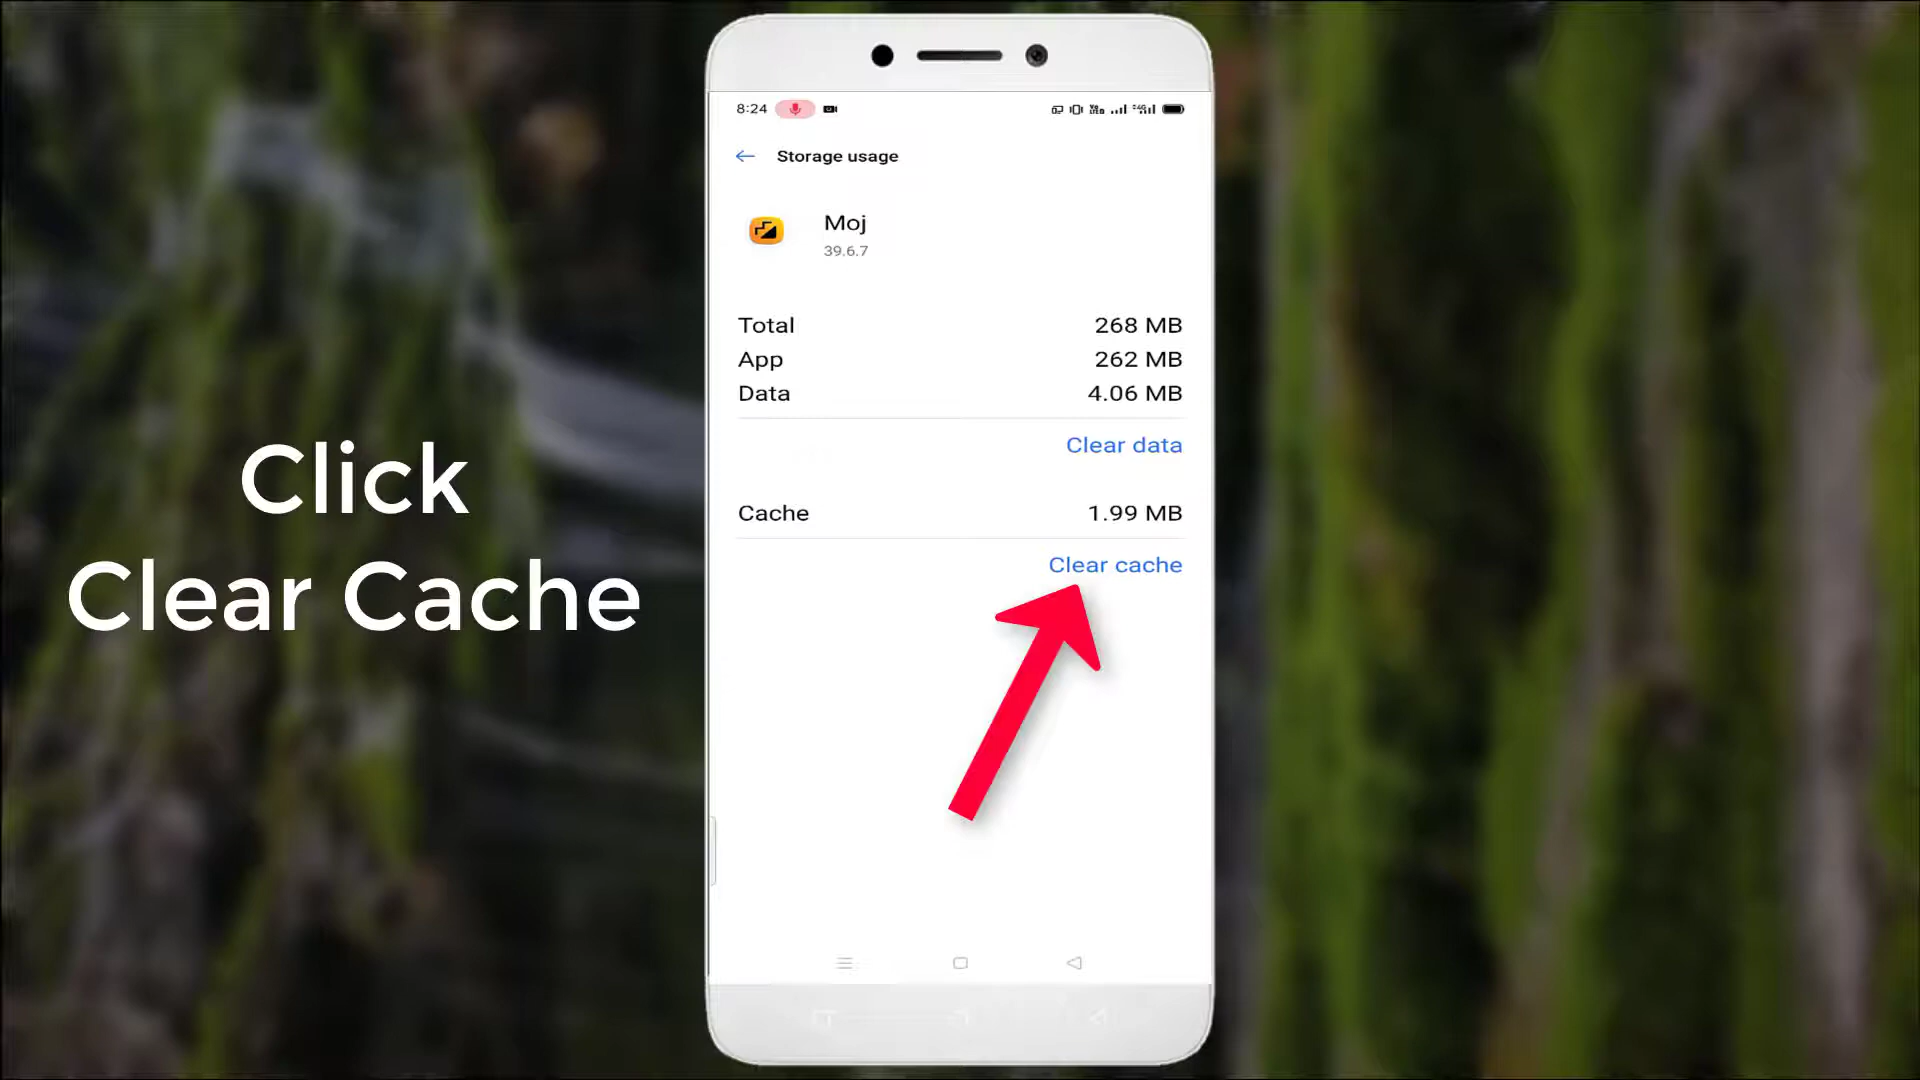 Click
Clear Cache
8:24
Storage usage
Moj
39.6.7
Total 268 MB
App 262 MB
Data 4.06 MB
Clear data
Cache 1.99 MB
Clear cache